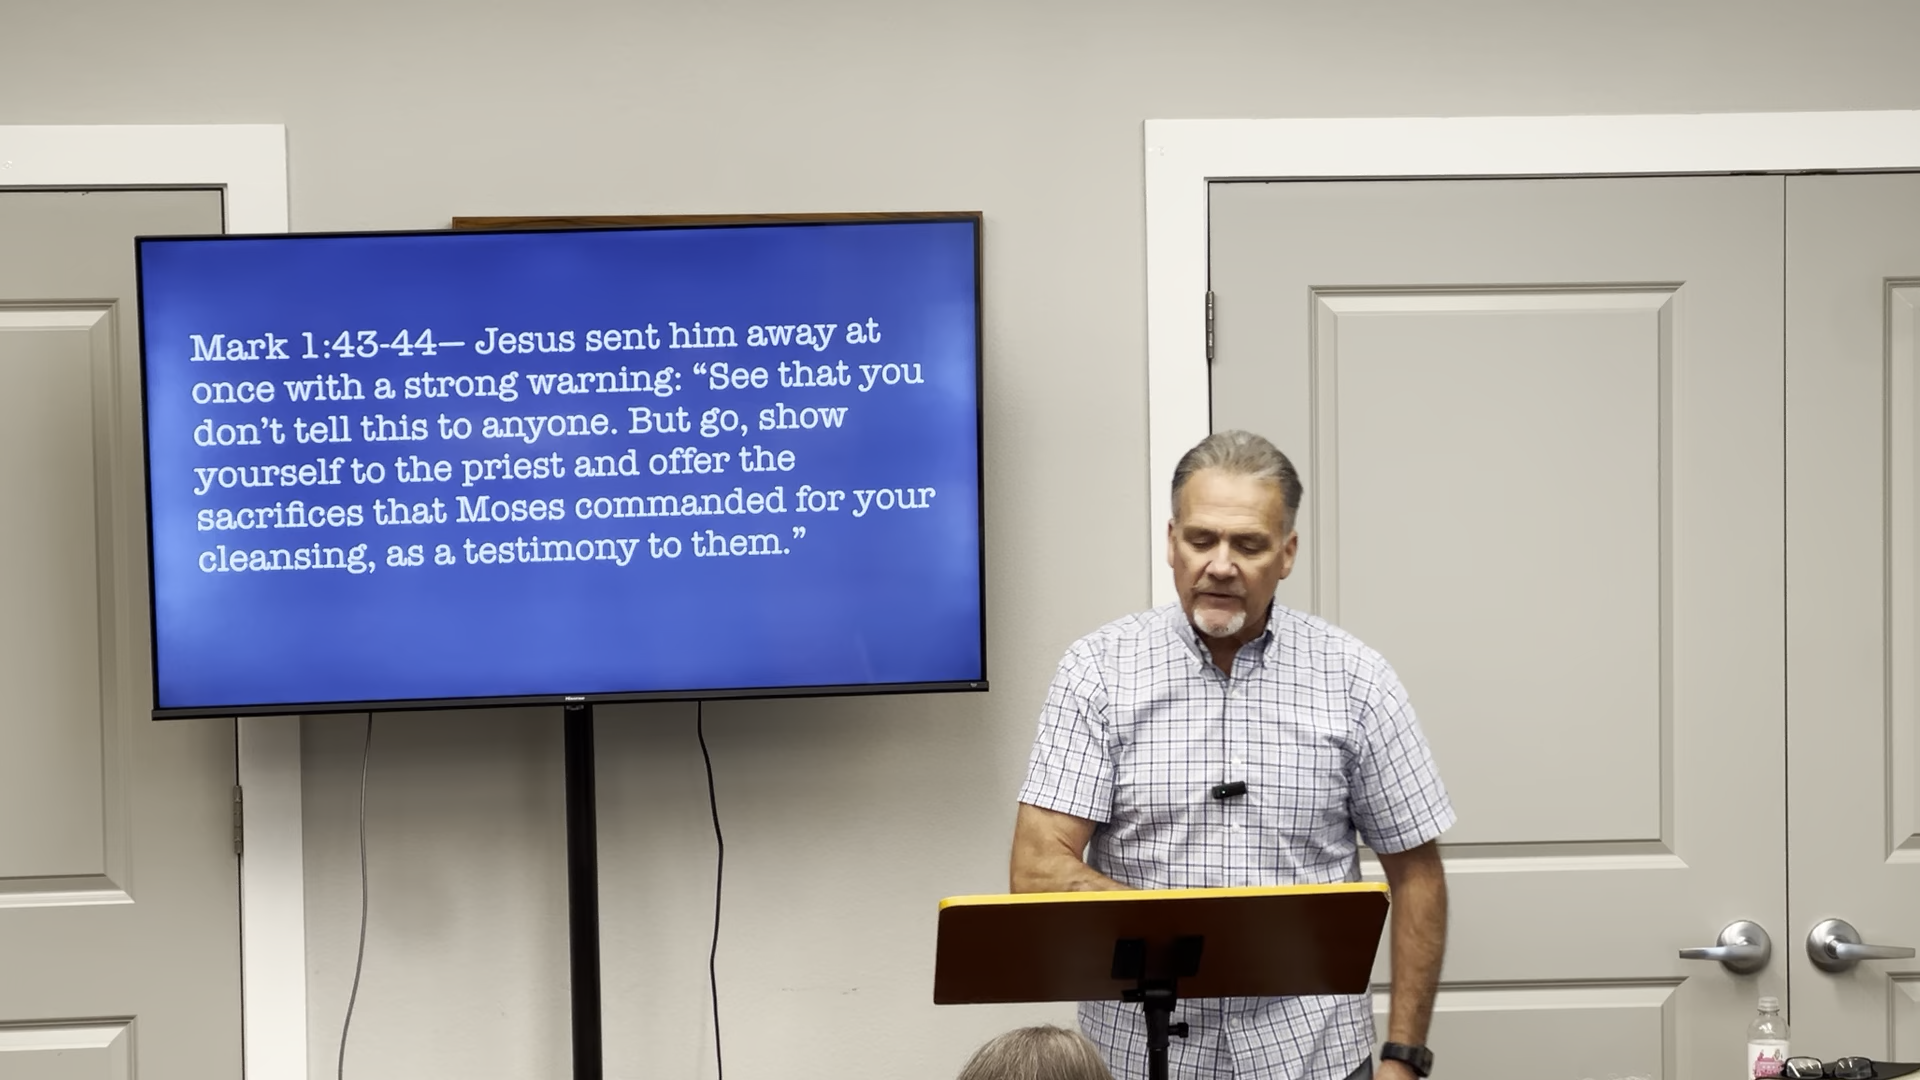 Mark 1:43-44— Jesus sent him away at
once with a strong warning: “See that you
don’t tell this to anyone. But go, show
yourself to the priest and offer the
sacrifices that Moses commanded for your
cleansing, as a testimony to them.”
Hisense